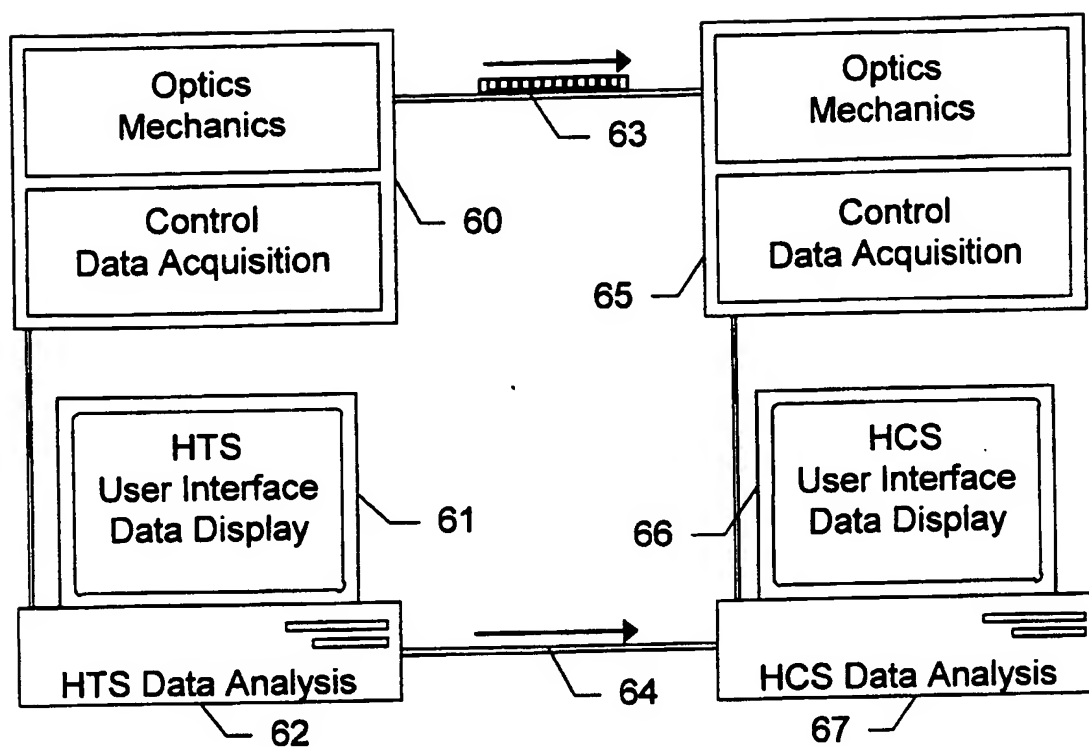 Optics
Mechanics
Control
Data Acquisition
60
63
Optics
Mechanics
Control
Data Acquisition
65
HTS
User Interface
Data Display
61
HTS Data Analysis
62
64
HCS
User Interface
Data Display
66
HCS Data Analysis
67